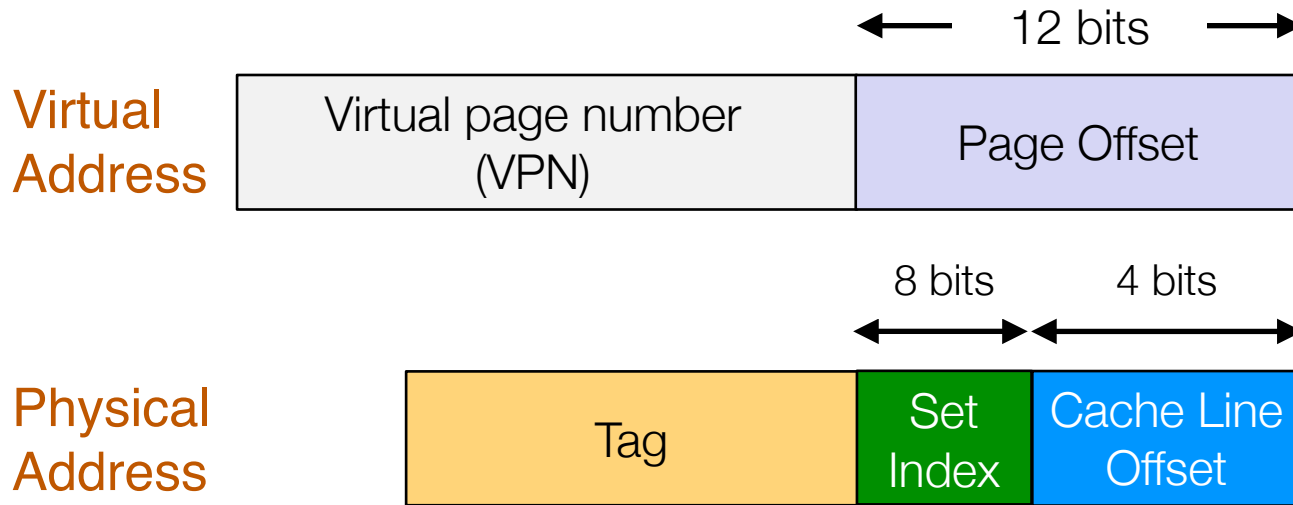 12 bits
Virtual
Address
Virtual page number
(VPN)
Page Offset
8 bits
4 bits
Physical
Address
Tag
Set
Index
Cache Line
Offset